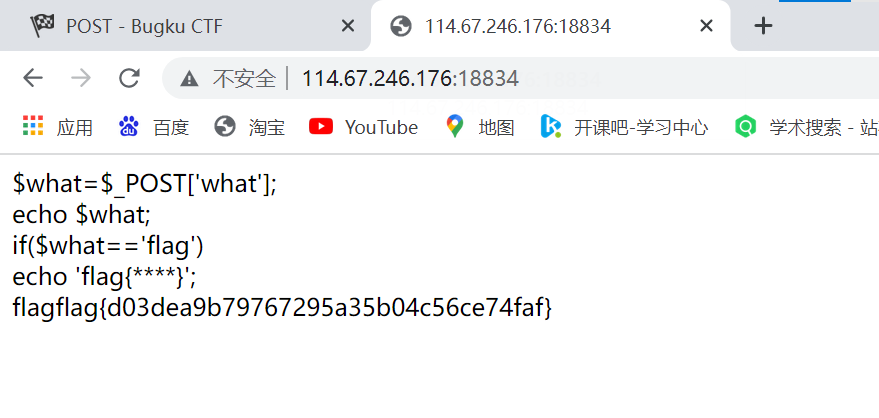 POST - Bugku CTF
114.67.246.176:18834
不安全 114.67.246.176:18834
应用 百度 淘宝 YouTube 地图 开课吧-学习中心 学术搜索 - 站
$what=$_POST['what'];
echo $what;
if($what=='flag')
echo 'flag{****}';
flagflag{d03dea9b79767295a35b04c56ce74faf}